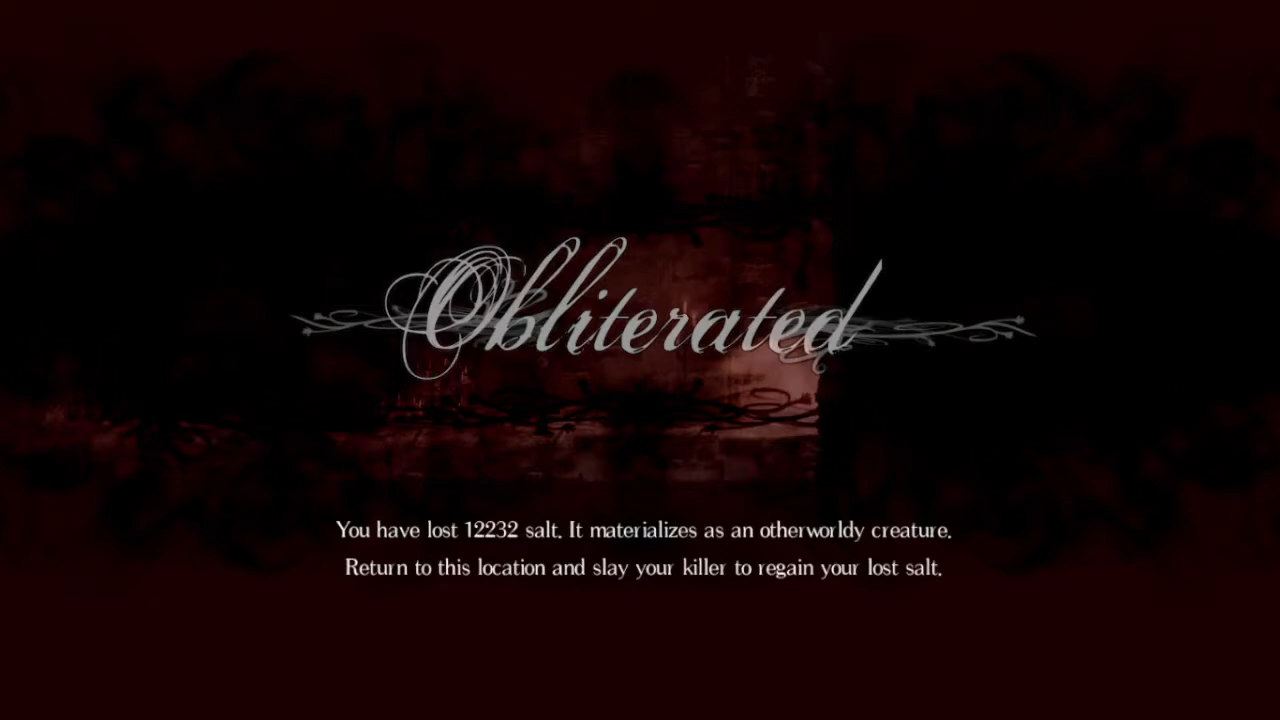 Obliterated
You have lost 12232 salt. It materializes as an otherworldy creature.
Return to this location and slay your killer to regain your lost salt.